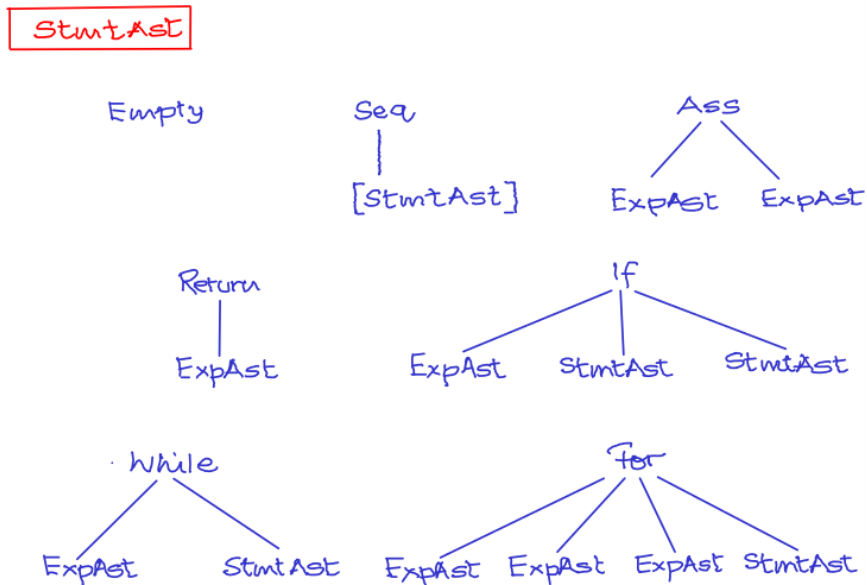 StmtAst
Empty Seq Ass
[StmtAst] ExpAst ExpAst
Return If
ExpAst ExpAst StmtAst StmtAst
While For
ExpAst StmtAst ExpAst ExpAst ExpAst StmtAst